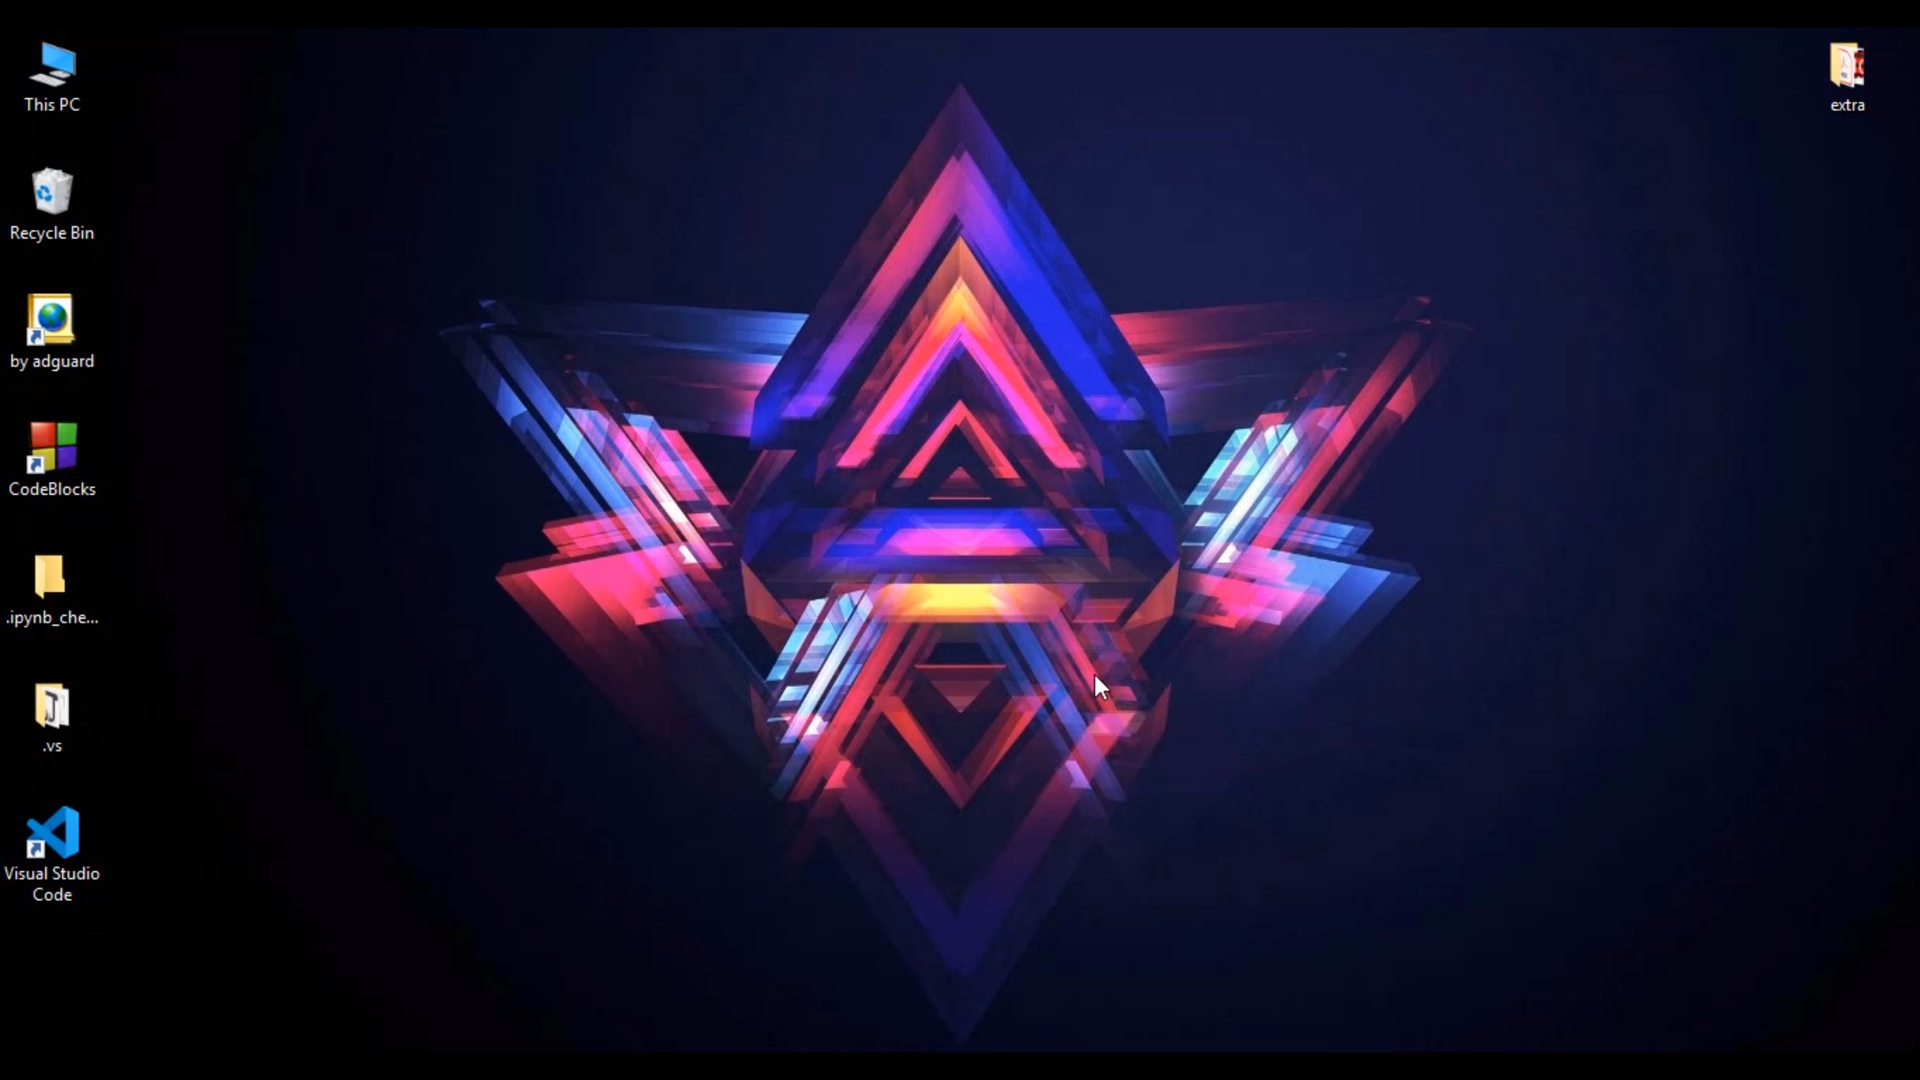 This PC
extra
Recycle Bin
by adguard
CodeBlocks
.ipynb_che...
.vs
Visual Studio
Code